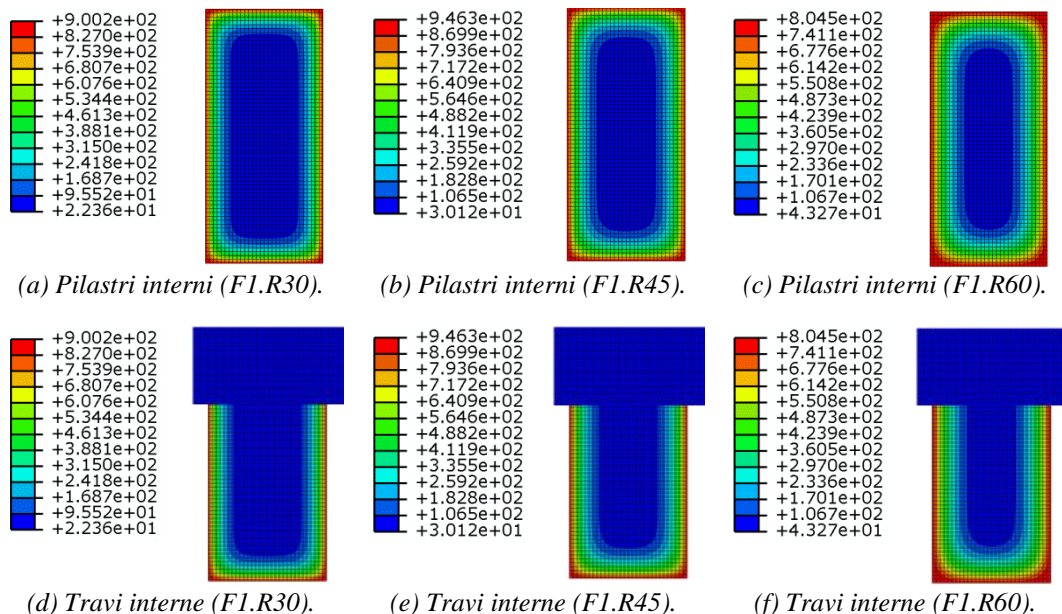 +9.002e+02
+8.270e+02
+7.539e+02
+6.807e+02
+6.076e+02
+5.344e+02
+4.613e+02
+3.881e+02
+3.150e+02
+2.418e+02
+1.687e+02
+9.552e+01
+2.236e+01
(a) Pilastri interni (F1.R30).
+9.463e+02
+8.699e+02
+7.936e+02
+7.172e+02
+6.409e+02
+5.646e+02
+4.882e+02
+4.119e+02
+3.355e+02
+2.592e+02
+1.828e+02
+1.065e+02
+3.012e+01
(b) Pilastri interni (F1.R45).
+8.045e+02
+7.411e+02
+6.776e+02
+6.142e+02
+5.508e+02
+4.873e+02
+4.239e+02
+3.605e+02
+2.970e+02
+2.336e+02
+1.701e+02
+1.067e+02
+4.327e+01
(c) Pilastri interni (F1.R60).
+9.002e+02
+8.270e+02
+7.539e+02
+6.807e+02
+6.076e+02
+5.344e+02
+4.613e+02
+3.881e+02
+3.150e+02
+2.418e+02
+1.687e+02
+9.552e+01
+2.236e+01
(d) Travi interne (F1.R30).
+9.463e+02
+8.699e+02
+7.936e+02
+7.172e+02
+6.409e+02
+5.646e+02
+4.882e+02
+4.119e+02
+3.355e+02
+2.592e+02
+1.828e+02
+1.065e+02
+3.012e+01
(e) Travi interne (F1.R45).
+8.045e+02
+7.411e+02
+6.776e+02
+6.142e+02
+5.508e+02
+4.873e+02
+4.239e+02
+3.605e+02
+2.970e+02
+2.336e+02
+1.701e+02
+1.067e+02
+4.327e+01
(f) Travi interne (F1.R60).